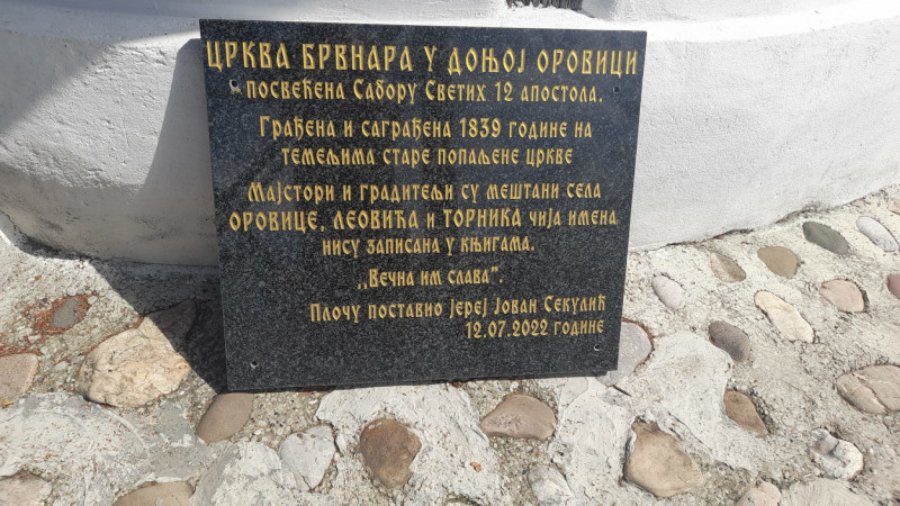 ЦРКВА БРВНАРА У ДОЊОЈ ОРОВИЦИ
ПОСВЕЋЕНА САБОРУ СВЕТИХ 12 АПОСТОЛА.
ГРАЂЕНА И САГРАЂЕНА 1839 ГОДИНЕ НА
ТЕМЕЉИМА СТАРЕ ПОПАЉЕНЕ ЦРКВЕ
МАЈСТОРИ И ГРАДИТЕЉИ СУ МЕШТАНИ СЕЛА
ОРОВИЦЕ, ЛЕОВИЋА И ТОРНИКА ЧИЈА ИМЕНА
НИСУ ЗАПИСАНА У КЊИГАМА.
,,ВЕЧНА ИМ СЛАВА".
ПЛОЧУ ПОСТАВИО ЈЕРЕЈ ЈОВАН СЕКУЛИЋ
12.07.2022 ГОДИНЕ